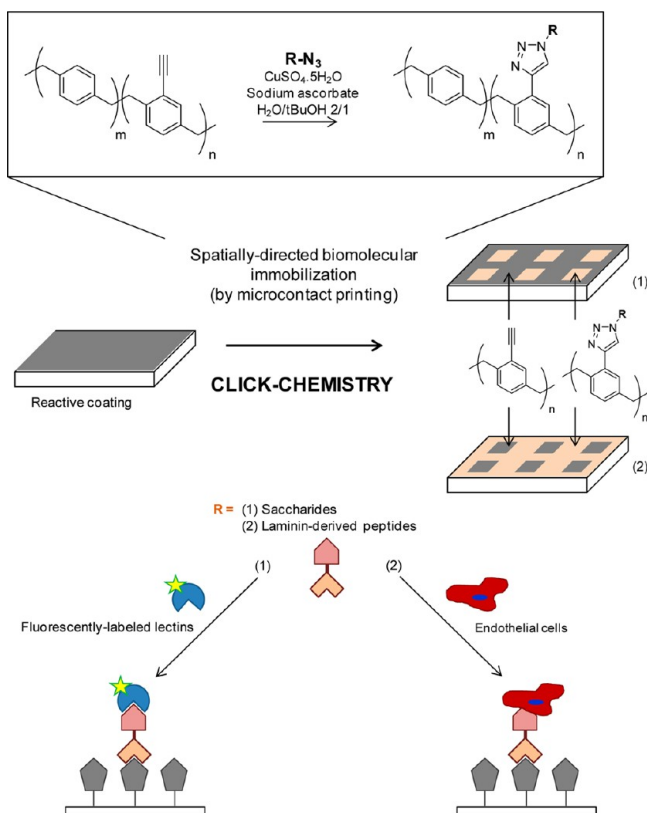 R
R-N3
CuSO4.5H2O
Sodium ascorbate
H2O/tBuOH 2/1
N
N
N
m
n
m
n
Spatially-directed biomolecular
immobilization
(by microcontact printing)
(1)
R
N
N
N
CLICK-CHEMISTRY
Reactive coating
n
n
(2)
R = (1) Saccharides
(2) Laminin-derived peptides
(1)
(2)
Fluorescently-labeled lectins
Endothelial cells